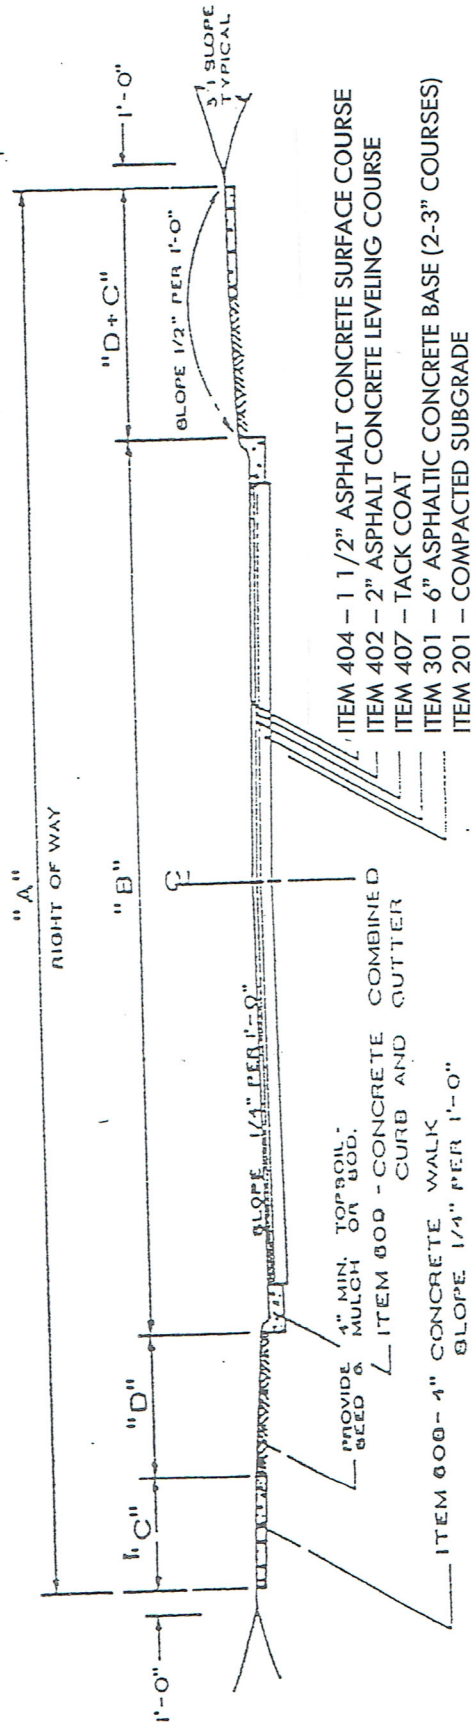 "A"
RIGHT OF WAY
1'-0"
"C"
"D"
"B"
"D+C"
1'-0"
SLOPE 1/4" PER 1'-0"
SLOPE 1/2" PER 1'-0"
SLOPE
TYPICAL
PROVIDE 4" MIN. TOPSOIL -
SEED & MULCH OR SOD.
ITEM 609 - CONCRETE COMBINED
CURB AND GUTTER
ITEM 608- 4" CONCRETE WALK
SLOPE 1/4" PER 1'-0"
ITEM 404 – 1 1/2" ASPHALT CONCRETE SURFACE COURSE
ITEM 402 – 2" ASPHALT CONCRETE LEVELING COURSE
ITEM 407 – TACK COAT
ITEM 301 – 6" ASPHALTIC CONCRETE BASE (2-3" COURSES)
ITEM 201 – COMPACTED SUBGRADE